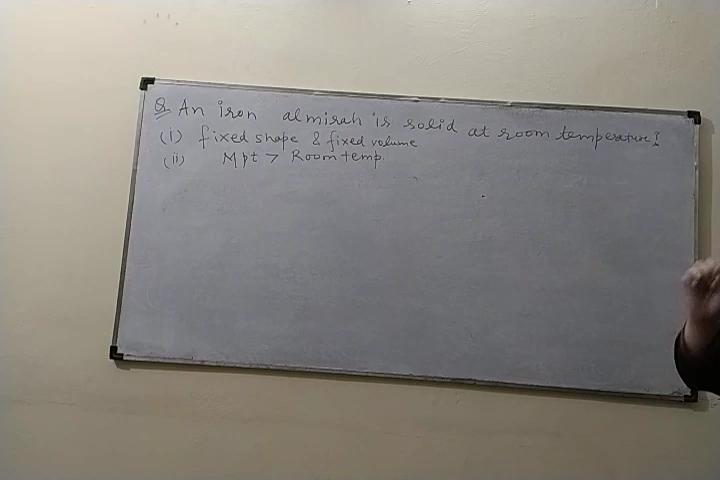 Q. An iron almirah is solid at room temperature?
(i) fixed shape & fixed volume
(ii) Mpt > Room temp.